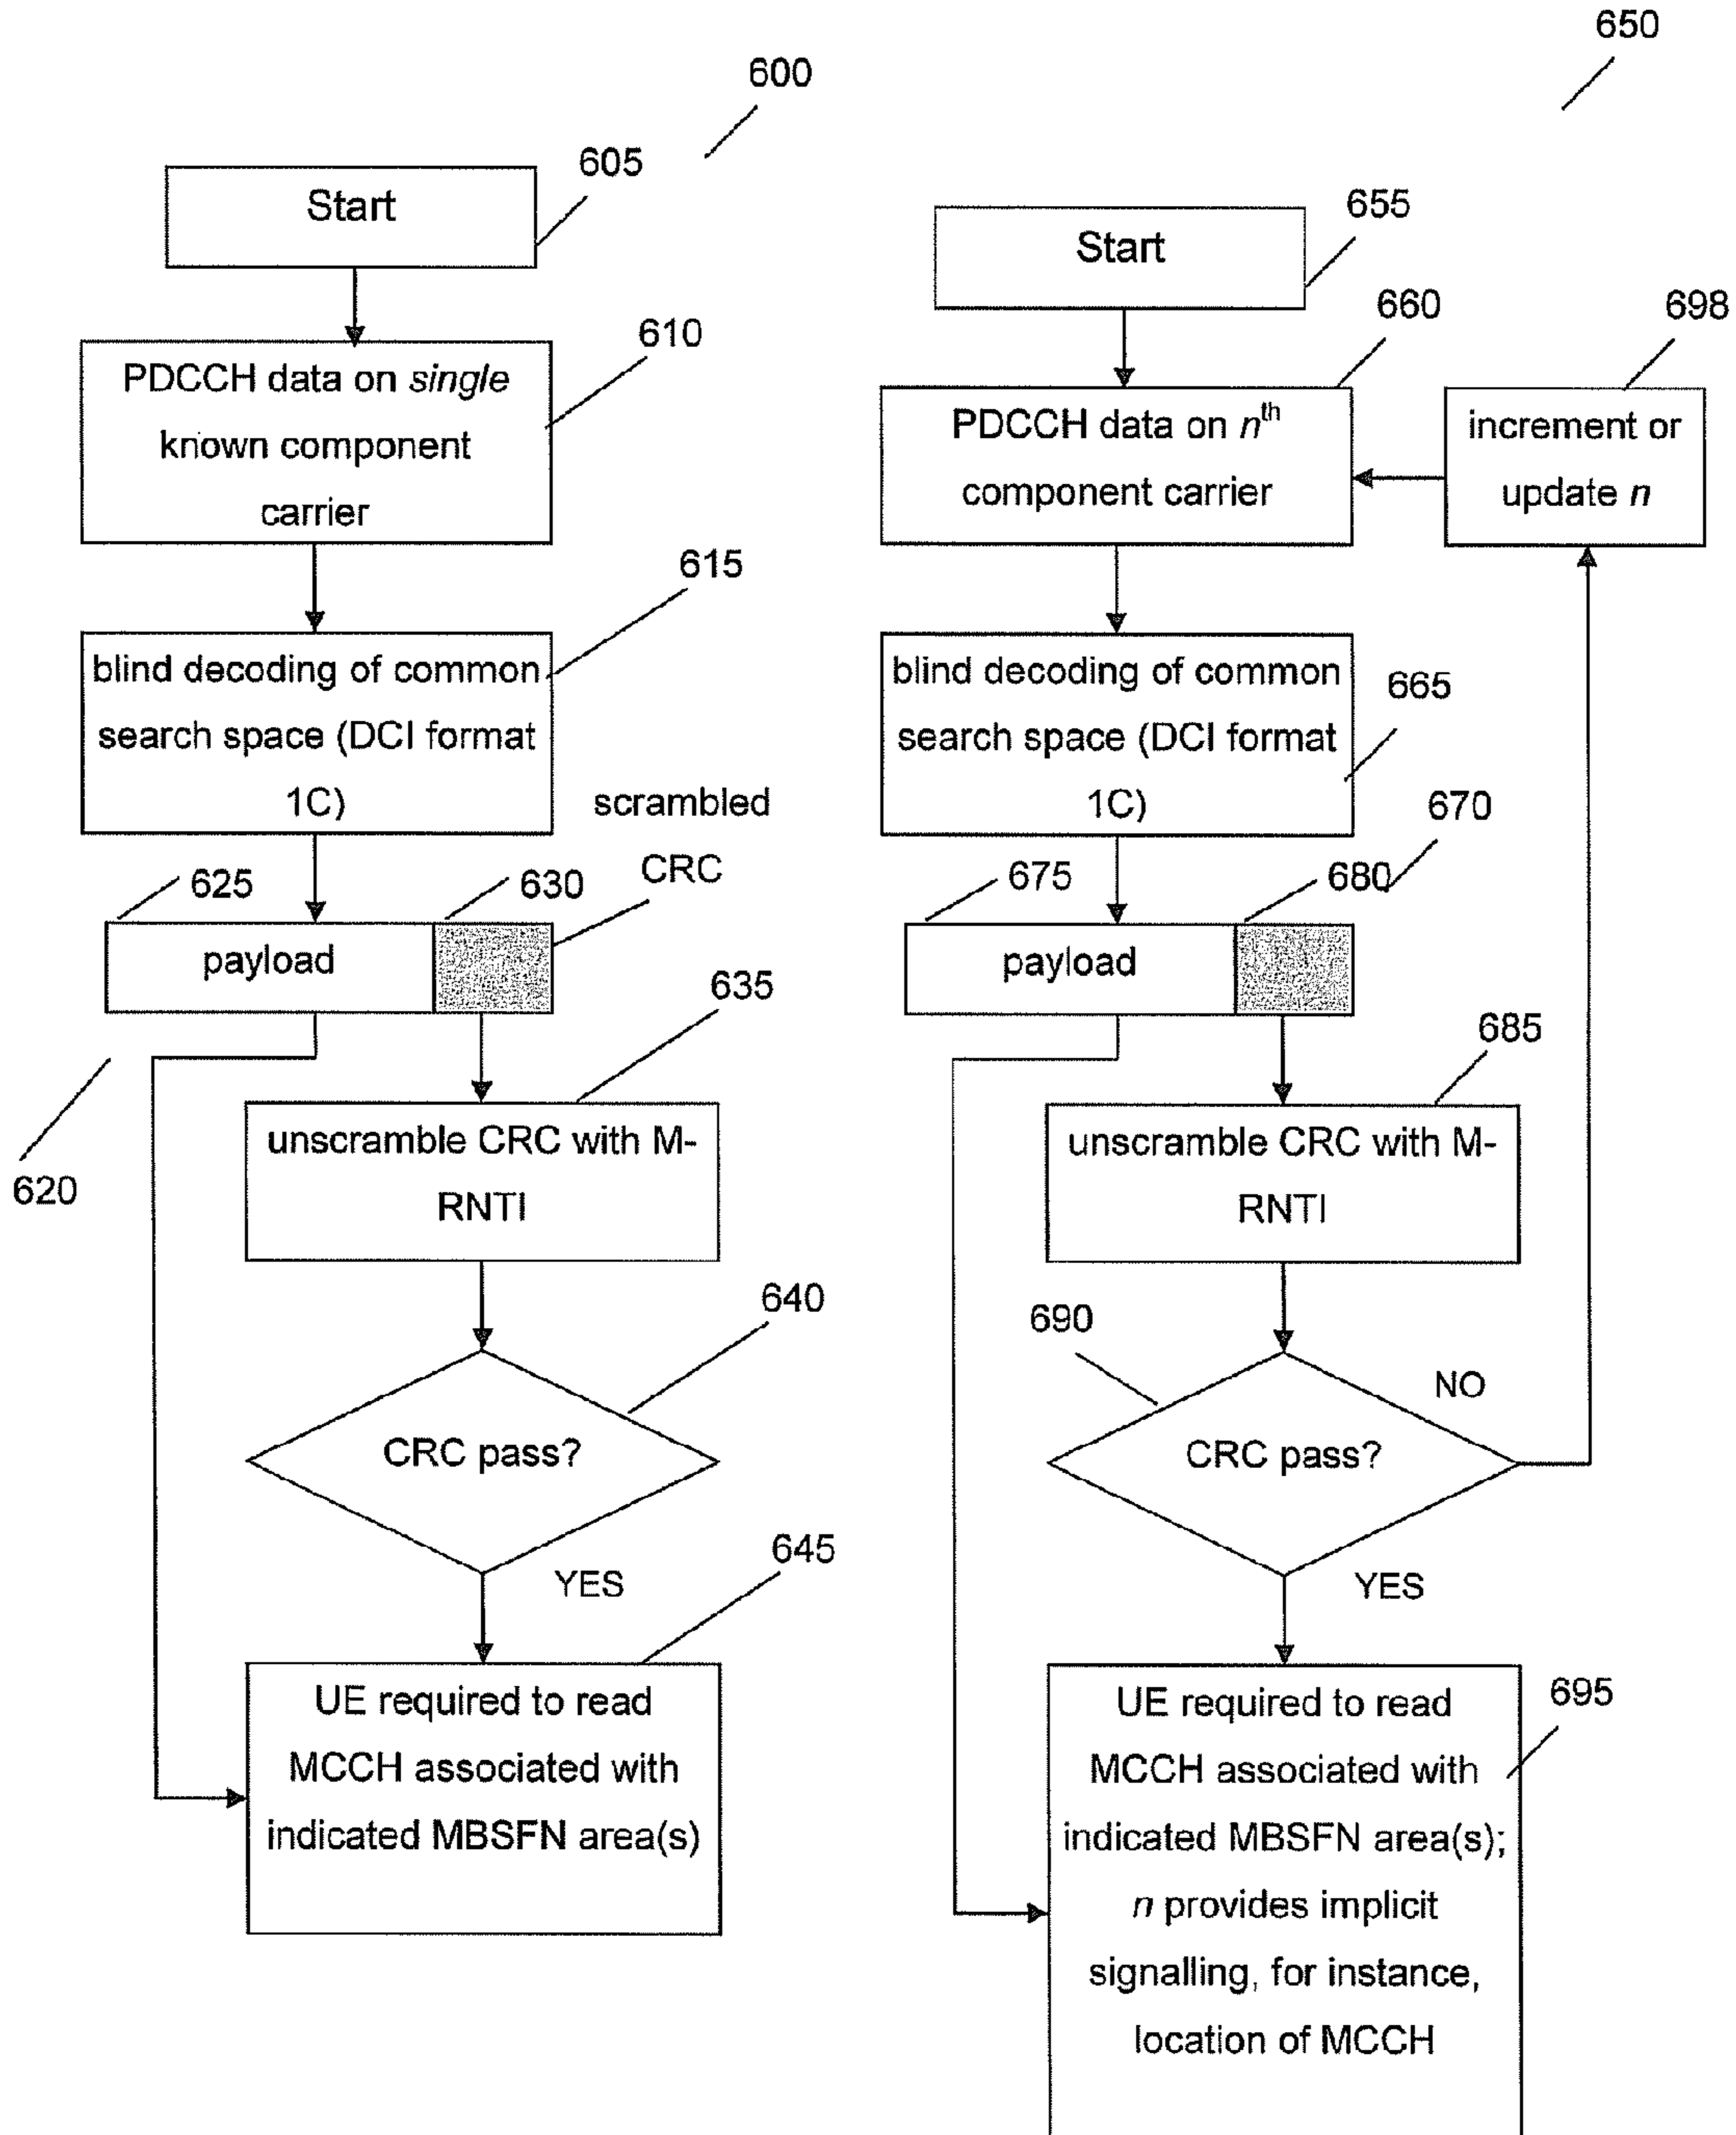 600
Start
605
PDCCH data on single
known component
carrier
610
blind decoding of common
search space (DCI format
1C)
615
scrambled
CRC
625
630
payload
620
635
unscramble CRC with M-
RNTI
640
CRC pass?
YES
645
UE required to read
MCCH associated with
indicated MBSFN area(s)
650
Start
655
660
PDCCH data on nth
component carrier
698
increment or
update n
blind decoding of common
search space (DCI format
1C)
665
670
675
680
payload
685
unscramble CRC with M-
RNTI
690
CRC pass?
NO
YES
695
UE required to read
MCCH associated with
indicated MBSFN area(s);
n provides implicit
signalling, for instance,
location of MCCH